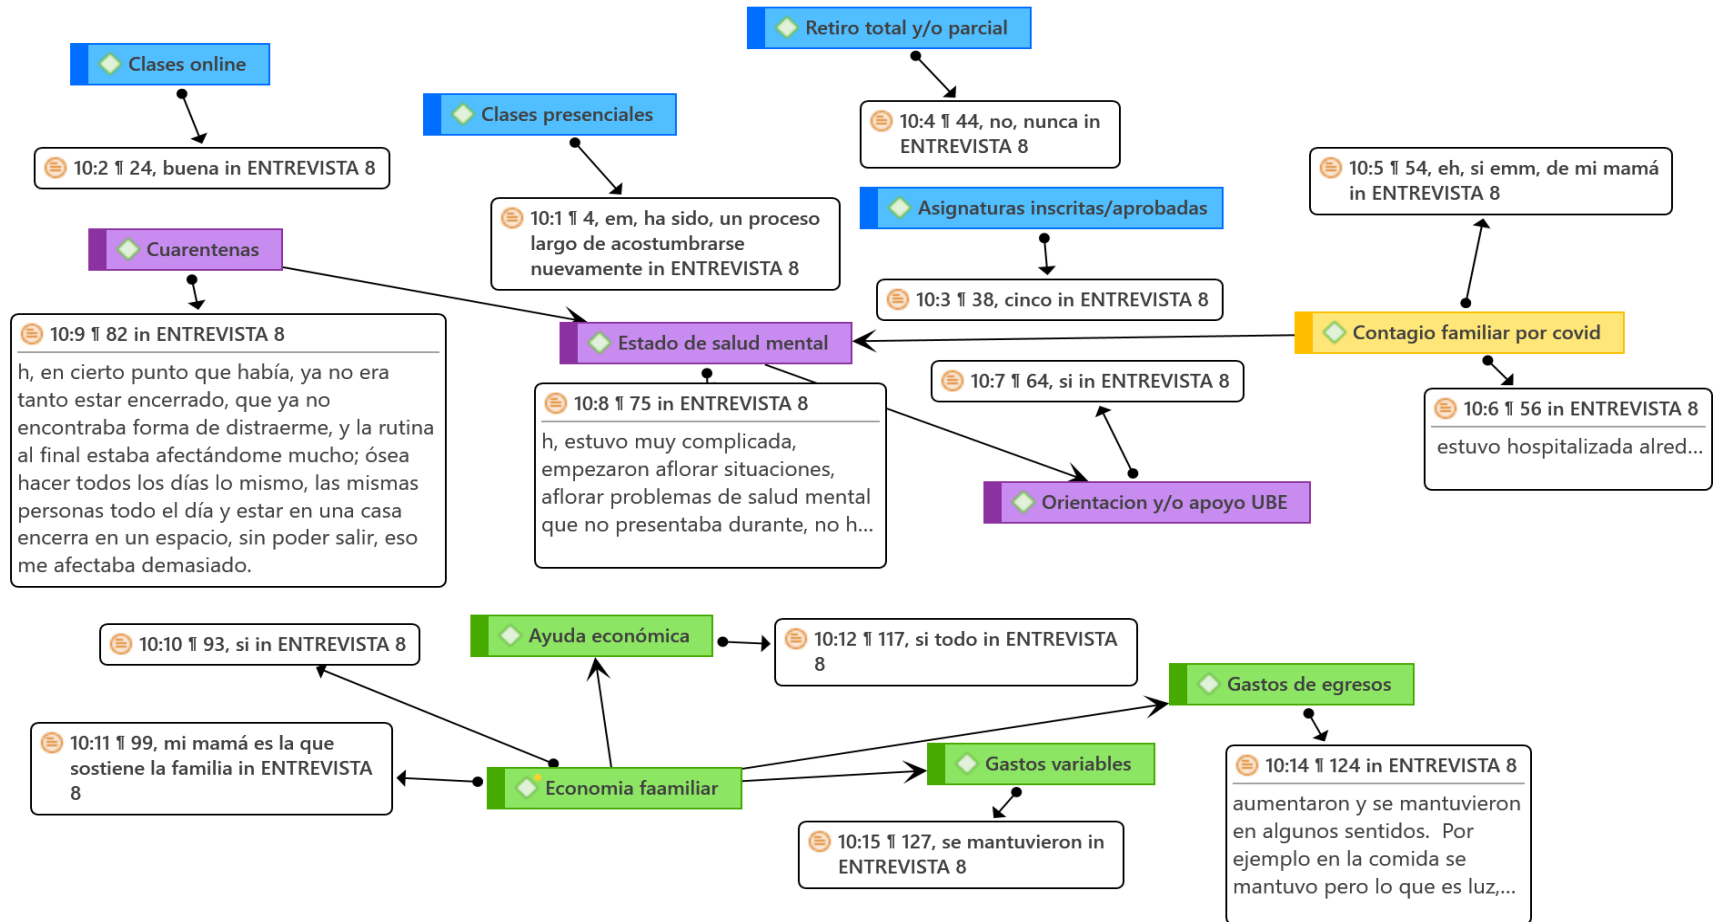 Retiro total y/o parcial
Clases online
Clases presenciales
10:4 ¶ 44, no, nunca in
ENTREVISTA 8
10:2 ¶ 24, buena in ENTREVISTA 8
10:5 ¶ 54, eh, si emm, de mi mamá
in ENTREVISTA 8
10:1 ¶ 4, em, ha sido, un proceso
largo de acostumbrarse
nuevamente in ENTREVISTA 8
Asignaturas inscritas/aprobadas
Cuarentenas
10:3 ¶ 38, cinco in ENTREVISTA 8
10:9 ¶ 82 in ENTREVISTA 8
h, en cierto punto que había, ya no era
tanto estar encerrado, que ya no
encontraba forma de distraerme, y la rutina
al final estaba afectándome mucho; ósea
hacer todos los días lo mismo, las mismas
personas todo el día y estar en una casa
encerra en un espacio, sin poder salir, eso
me afectaba demasiado.
Estado de salud mental
Contagio familiar por covid
10:7 ¶ 64, si in ENTREVISTA 8
10:8 ¶ 75 in ENTREVISTA 8
h, estuvo muy complicada,
empezaron aflorar situaciones,
aflorar problemas de salud mental
que no presentaba durante, no h...
10:6 ¶ 56 in ENTREVISTA 8
estuvo hospitalizada alred...
Orientacion y/o apoyo UBE
Ayuda económica
10:10 ¶ 93, si in ENTREVISTA 8
10:12 ¶ 117, si todo in ENTREVISTA
8
Gastos de egresos
10:11 ¶ 99, mi mamá es la que
sostiene la familia in ENTREVISTA
8
Economia faamiliar
Gastos variables
10:14 ¶ 124 in ENTREVISTA 8
aumentaron y se mantuvieron
en algunos sentidos.  Por
ejemplo en la comida se
mantuvo pero lo que es luz,...
10:15 ¶ 127, se mantuvieron in
ENTREVISTA 8